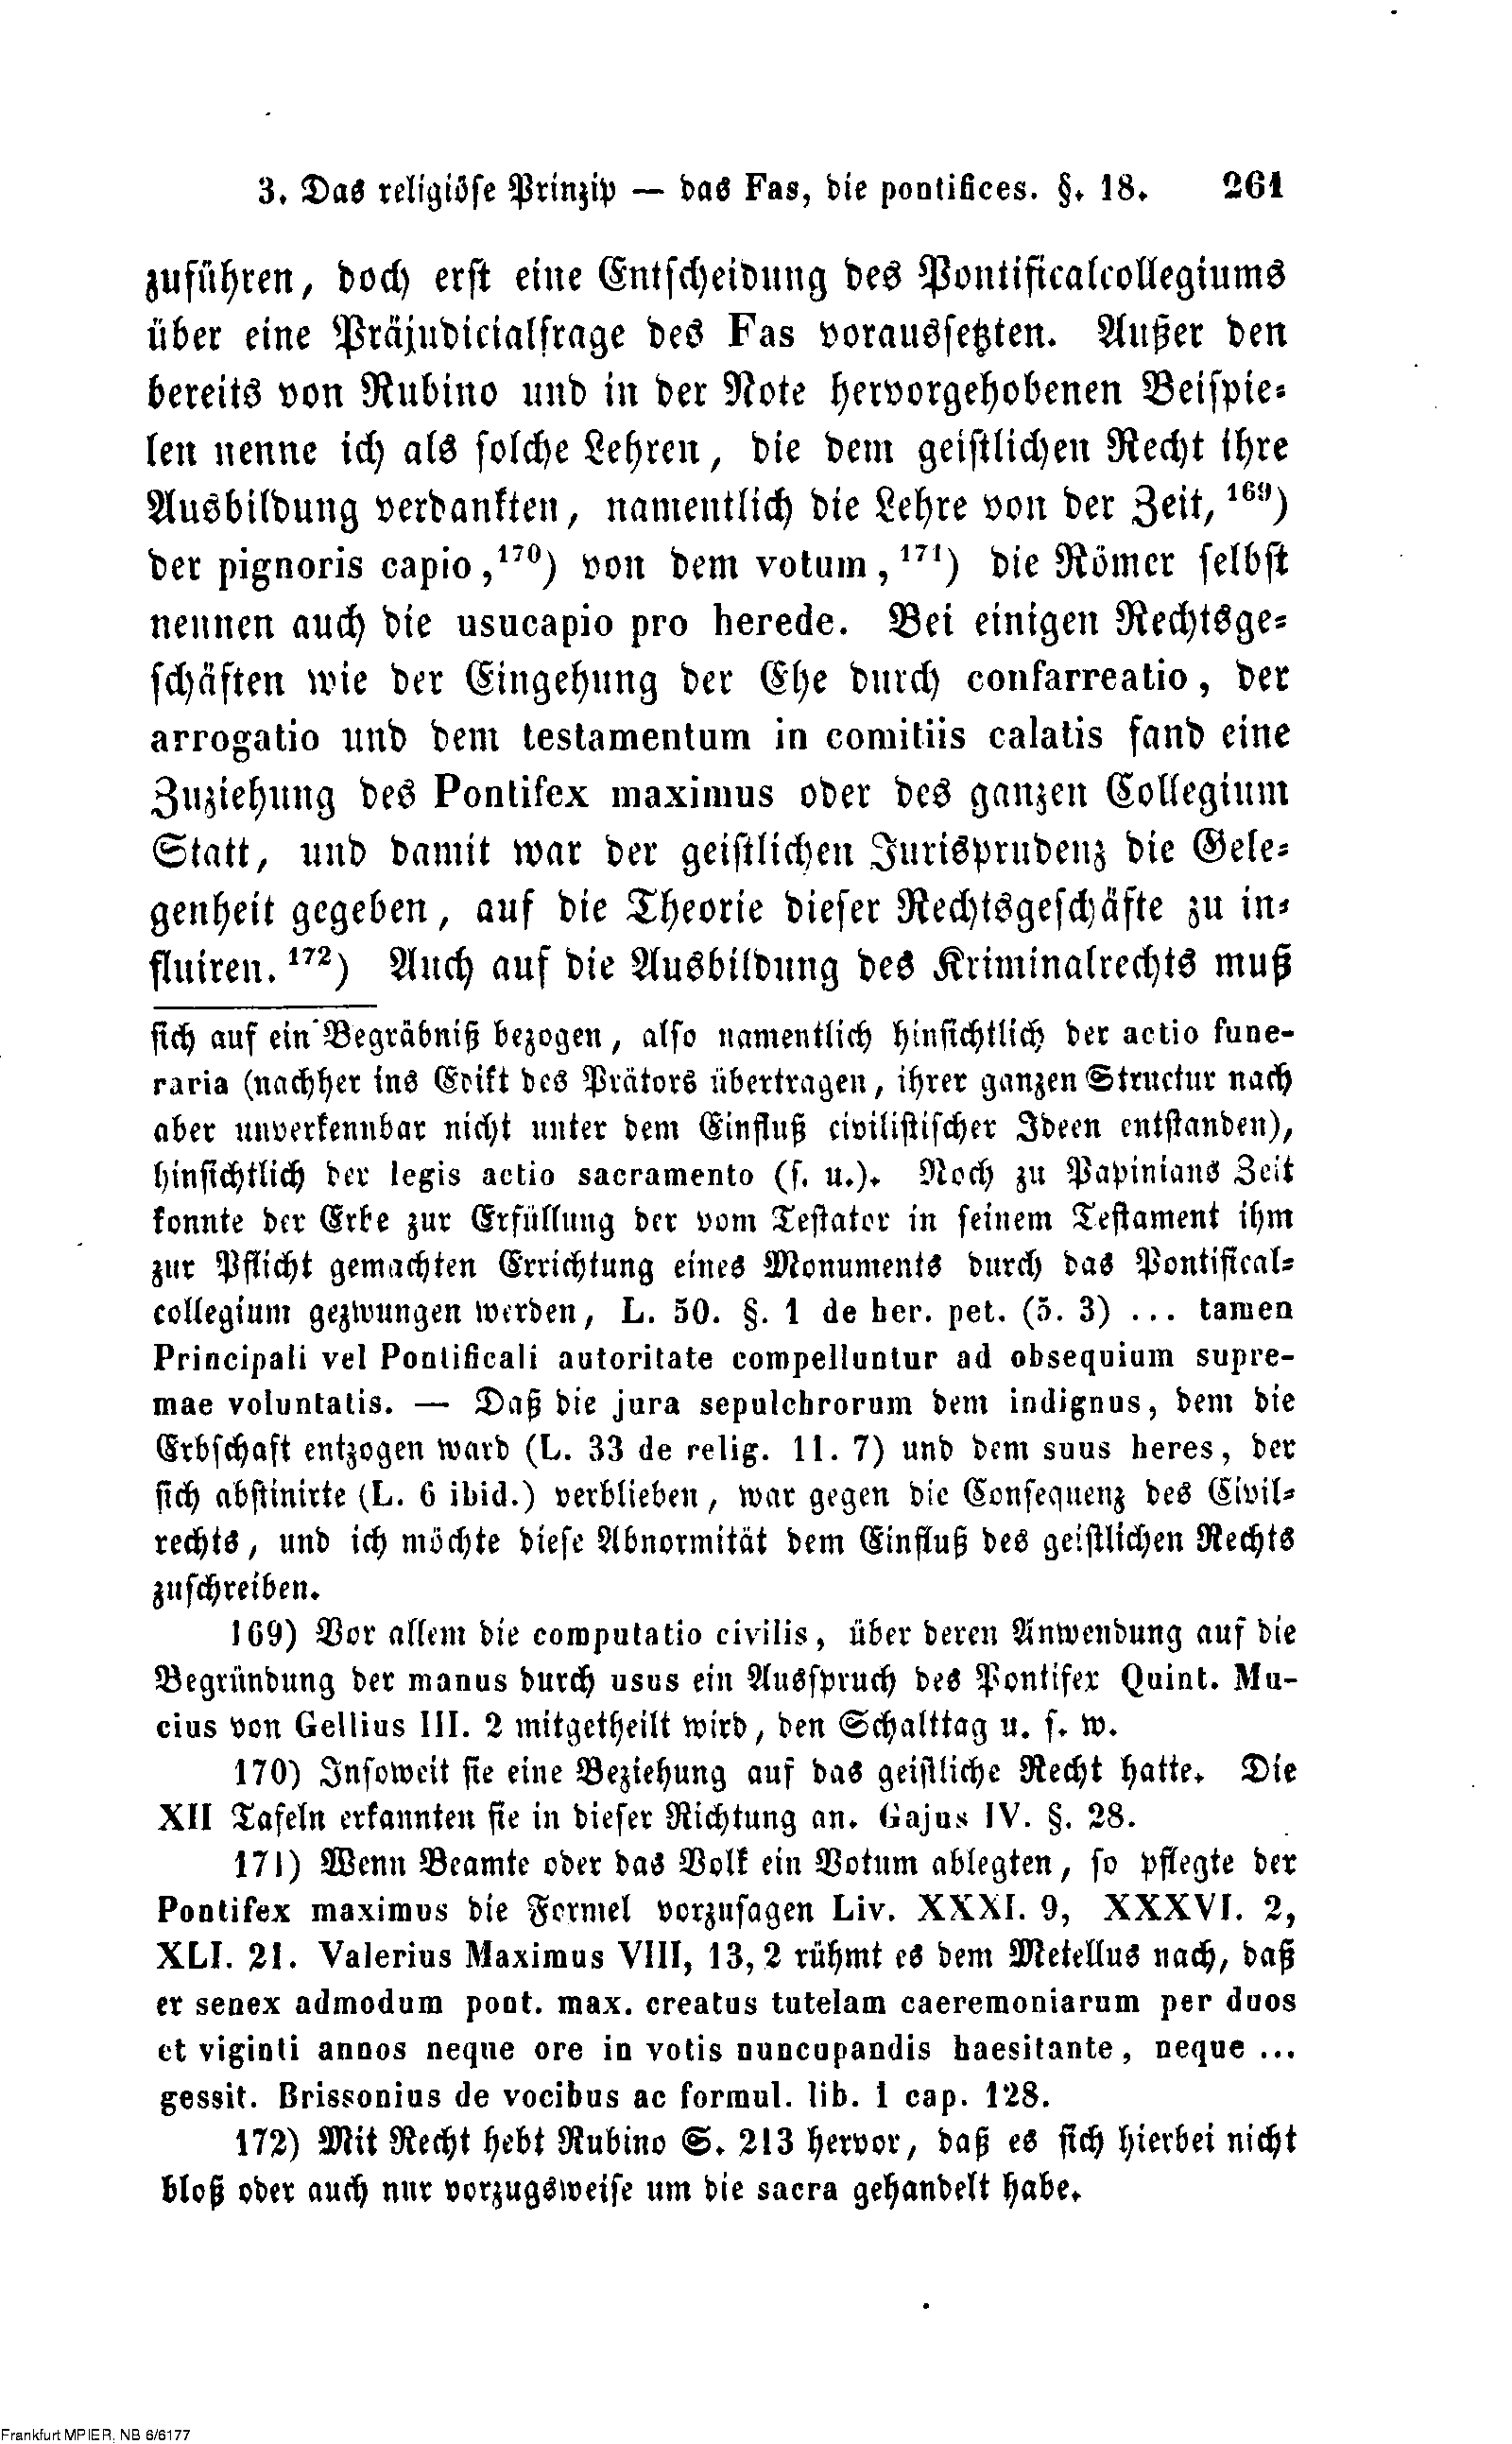 3. Das religiöse Prinzip — das Fas, die pontifices. §. 18. 261
zuführen, doch erst eine Entscheidung des Pontificalcollegiums
über eine Präjudicialfrage des Fas voraussetzten. Außer den
bereits von Rubino und in der Note hervorgehobenen Beispie-
len nenne ich als solche Lehren, die dem geistlichen Recht ihre
Ausbildung verdankten, namentlich die Lehre von der Zeit, 169)
der pignoris capio, 170) von dem votum, 171) die Römer selbst
nennen auch die usucapio pro herede. Bei einigen Rechtsge-
schäften wie der Eingehung der Ehe durch confarreatio, der
arrogatio und dem testamentum in comitiis calatis fand eine
Zuziehung des Pontifex maximus oder des ganzen Collegium
Statt, und damit war der geistlichen Jurisprudenz die Gele-
genheit gegeben, auf die Theorie dieser Rechtsgeschäfte zu in-
fluiren. 172) Auch auf die Ausbildung des Kriminalrechts muß
sich auf ein Begräbniß bezogen, also namentlich hinsichtlich der actio fune-
raria (nachher ins Edikt des Prätors übertragen, ihrer ganzen Structur nach
aber unverkennbar nicht unter dem Einfluß civilistischer Ideen entstanden),
hinsichtlich der legis actio sacramento (s. u.). Noch zu Papinians Zeit
konnte der Erbe zur Erfüllung der vom Testator in seinem Testament ihm
zur Pflicht gemachten Errichtung eines Monuments durch das Pontifical-
collegium gezwungen werden, L. 50. §. 1 de her. pet. (5. 3) ... tamen
Principali vel Pontificali autoritate compelluntur ad obsequium supre-
mae voluntatis. — Daß die jura sepulchrorum dem indignus, dem die
Erbschaft entzogen ward (L. 33 de relig. 11. 7) und dem suus heres, der
sich abstinirte (L. 6 ibid.) verblieben, war gegen die Consequenz des Civil-
rechts, und ich möchte diese Abnormität dem Einfluß des geistlichen Rechts
zuschreiben.
169) Vor allem die computatio civilis, über deren Anwendung auf die
Begründung der manus durch usus ein Ausspruch des Pontifex Quint. Mu-
cius von Gellius III. 2 mitgetheilt wird, den Schalttag u. s. w.
170) Insoweit sie eine Beziehung auf das geistliche Recht hatte. Die
XII Tafeln erkannten sie in dieser Richtung an. Gajus IV. §. 28.
171) Wenn Beamte oder das Volk ein Votum ablegten, so pflegte der
Pontifex maximus die Formel vorzusagen Liv. XXXI. 9, XXXVI. 2,
XLI. 21. Valerius Maximus VIII, 13, 2 rühmt es dem Metellus nach, daß
er senex admodum pont. max. creatus tutelam caeremoniarum per duos
et viginti annos neque ore in votis nuncupandis haesitante, neque ...
gessit. Brissonius de vocibus ac formul. lib. 1 cap. 128.
172) Mit Recht hebt Rubino S. 213 hervor, daß es sich hierbei nicht
bloß oder auch nur vorzugsweise um die sacra gehandelt habe.
Frankfurt MPIER, NB 6/6177